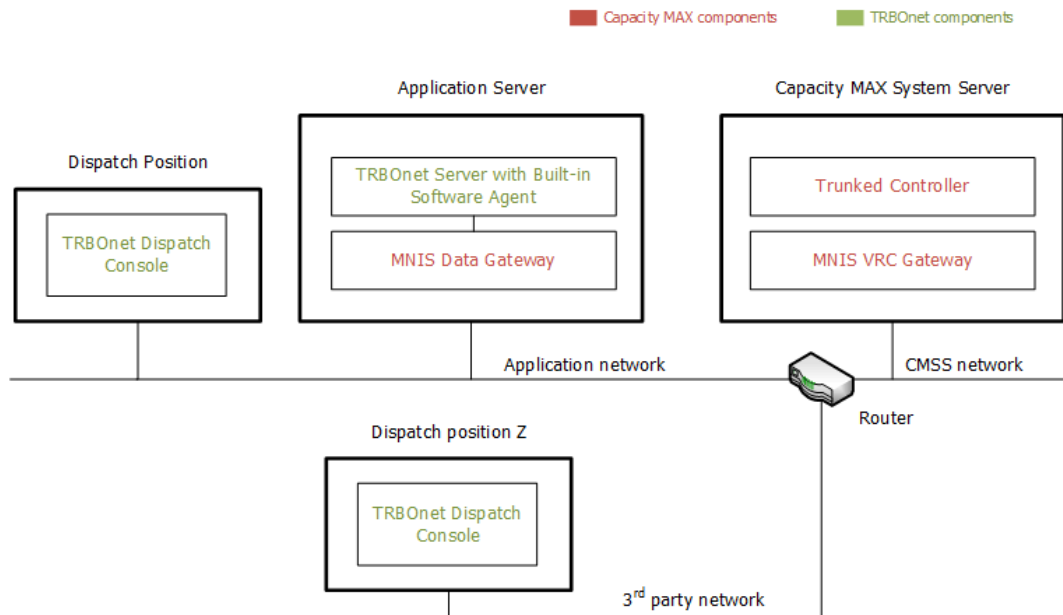 Capacity MAX components
TRBOnet components
Application Server
Capacity MAX System Server
Dispatch Position
TRBOnet Server with Built-in
Software Agent
Trunked Controller
TRBOnet Dispatch
Console
MNIS Data Gateway
MNIS VRC Gateway
Application network
CMSS network
Router
Dispatch position Z
TRBOnet Dispatch
Console
3rd party network